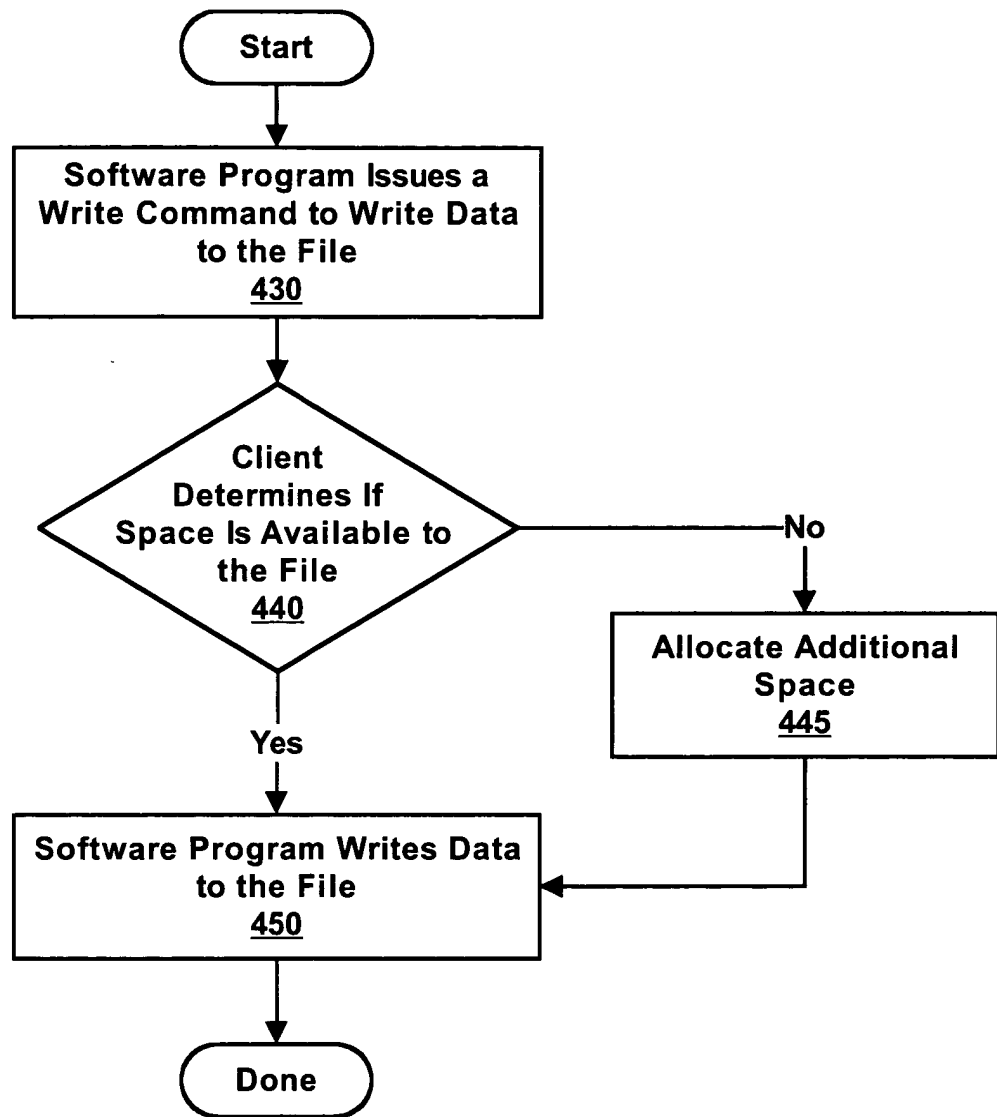 Start
Software Program Issues a
Write Command to Write Data
to the File
430
Client
Determines If
Space Is Available to
the File
440
No
Allocate Additional
Space
445
Yes
Software Program Writes Data
to the File
450
Done